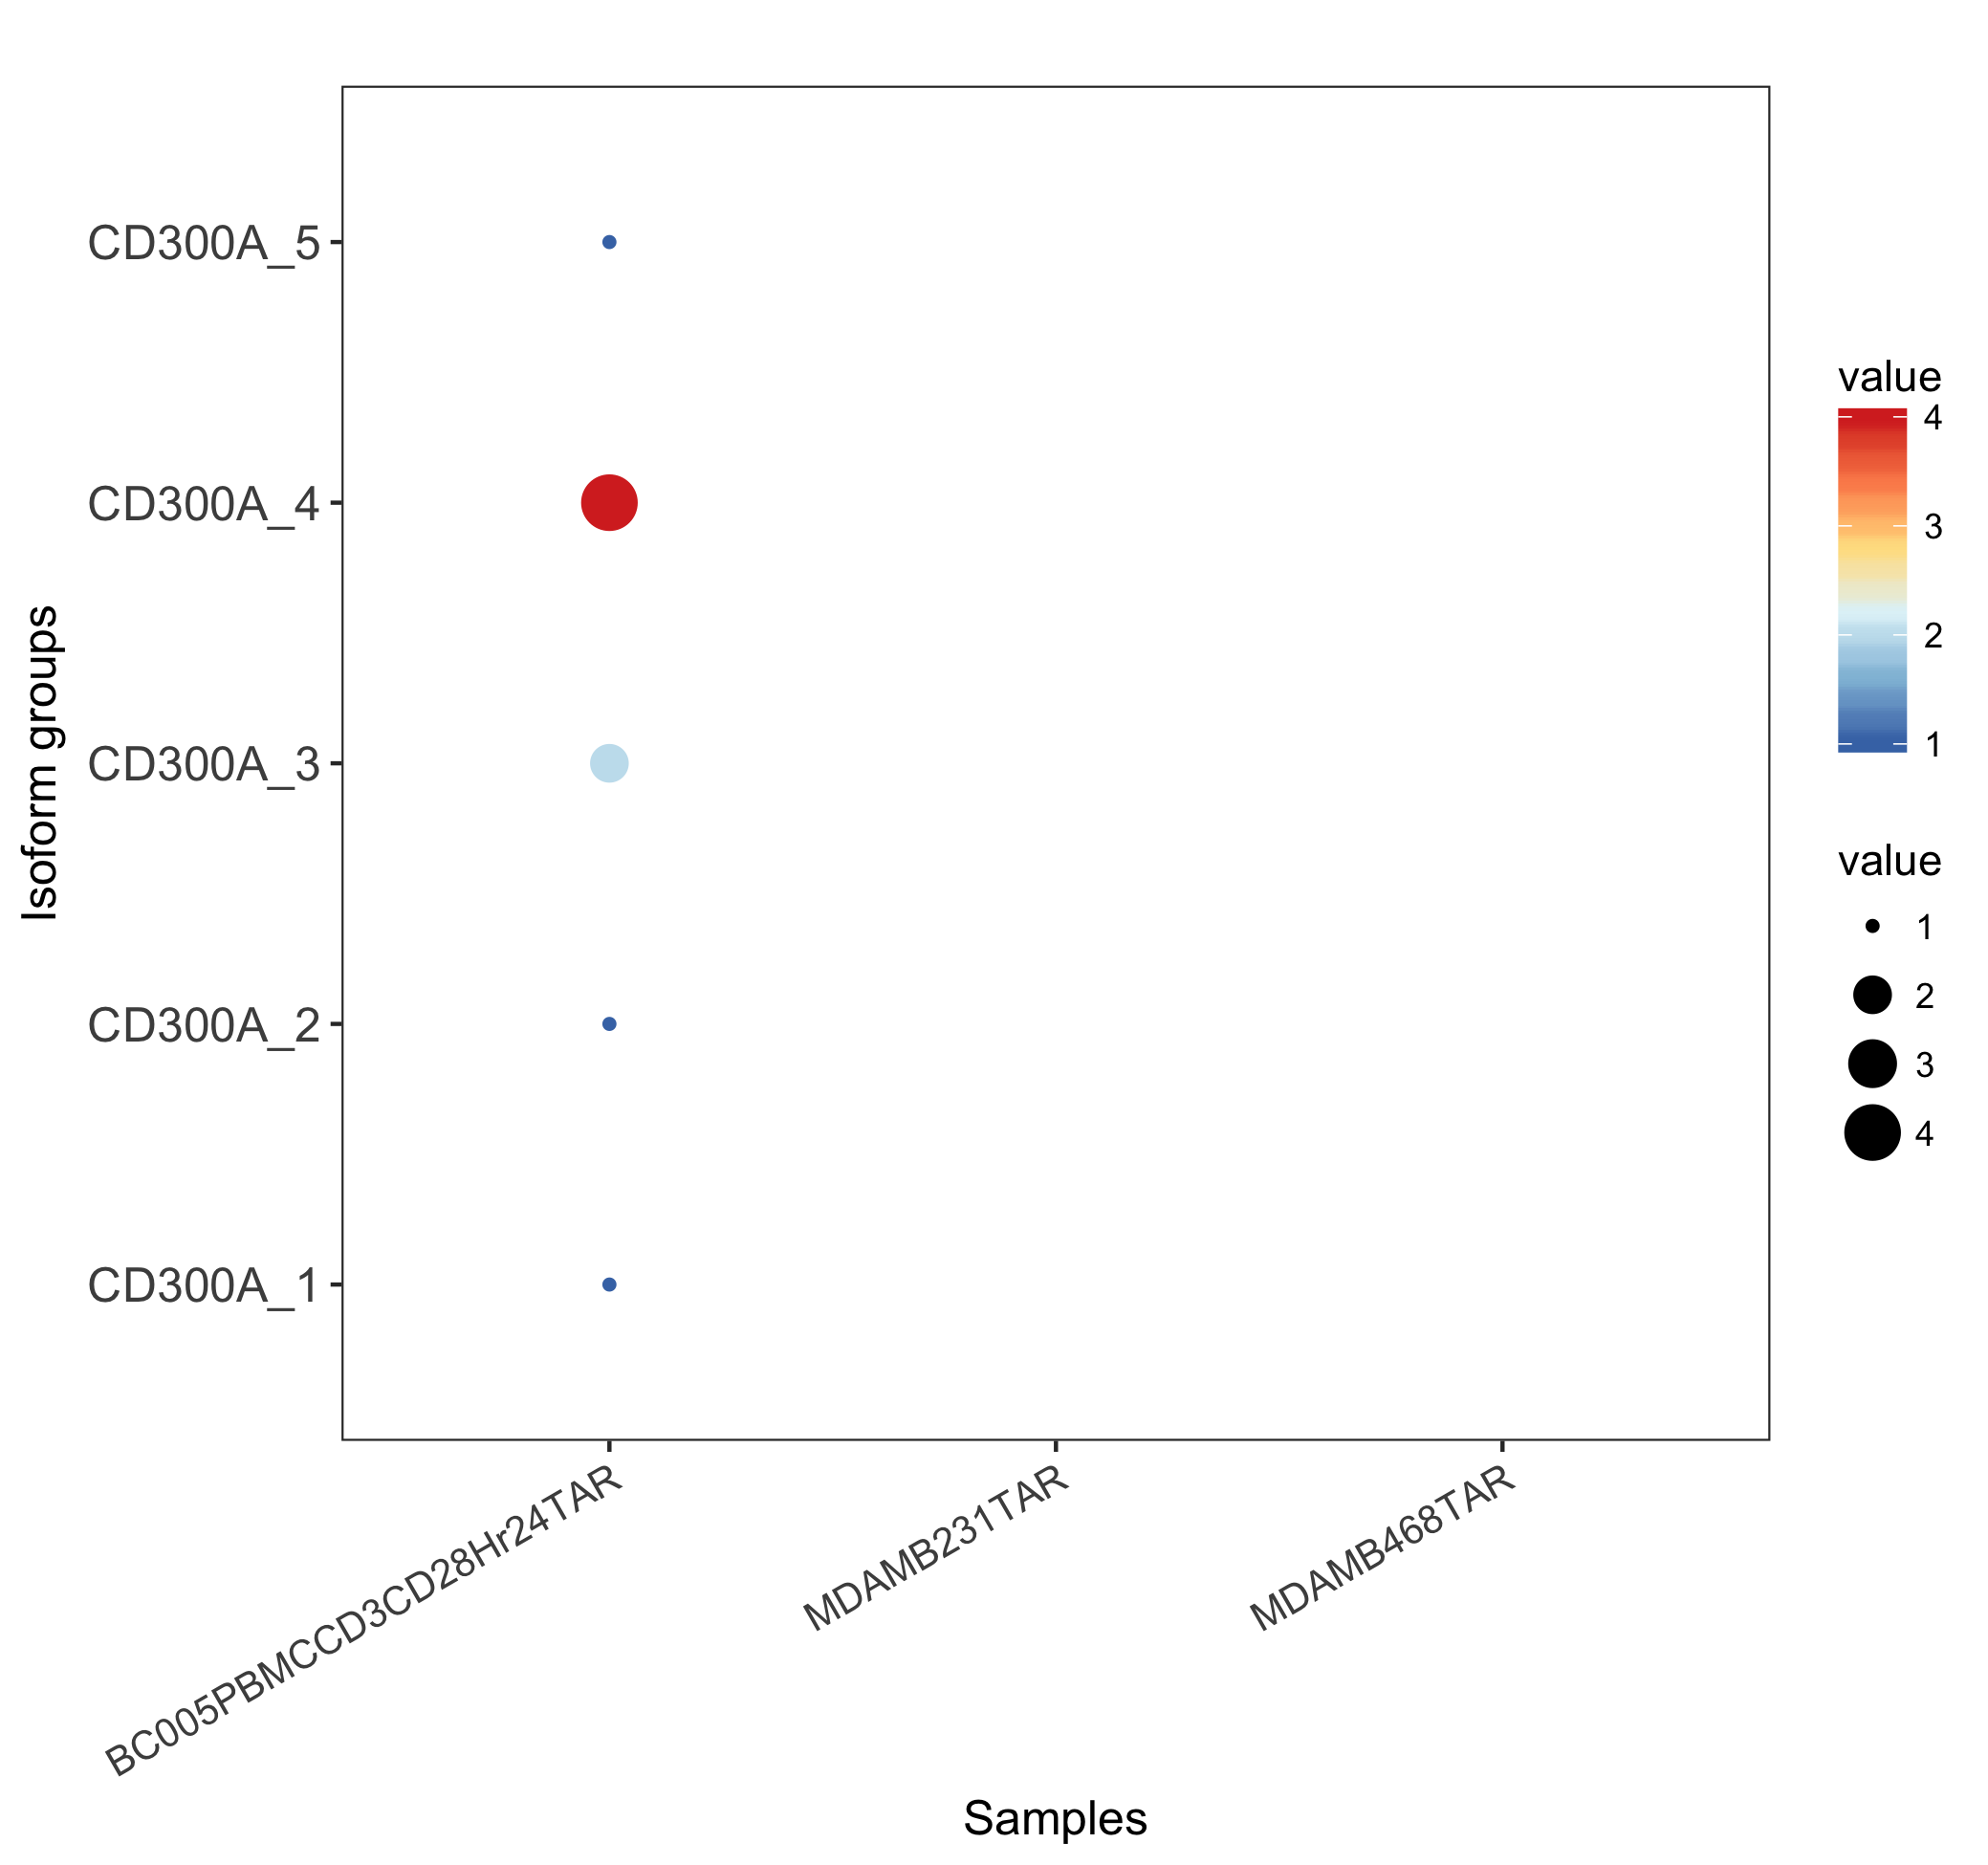 CD300A_5
CD300A_4
CD300A_3
CD300A_2
CD300A_1
Isoform groups
BC005PBMCCD3CD28Hr24TAR
MDAMB231TAR
MDAMB468TAR
Samples
value
4
3
2
1
value
1
2
3
4